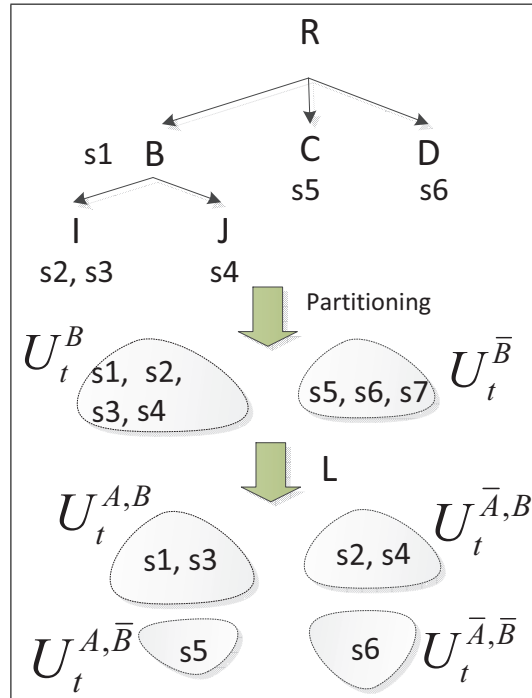 R
s1 B C D
s5 s6
I J
s2, s3 s4
Partitioning
U_t^B s1, s2, s5, s6, s7 U_t^{B̅}
s3, s4
L
U_t^{A,B} s1, s3 s2, s4 U_t^{A̅,B}
U_t^{A,B̅} s5 s6 U_t^{A̅,B̅}